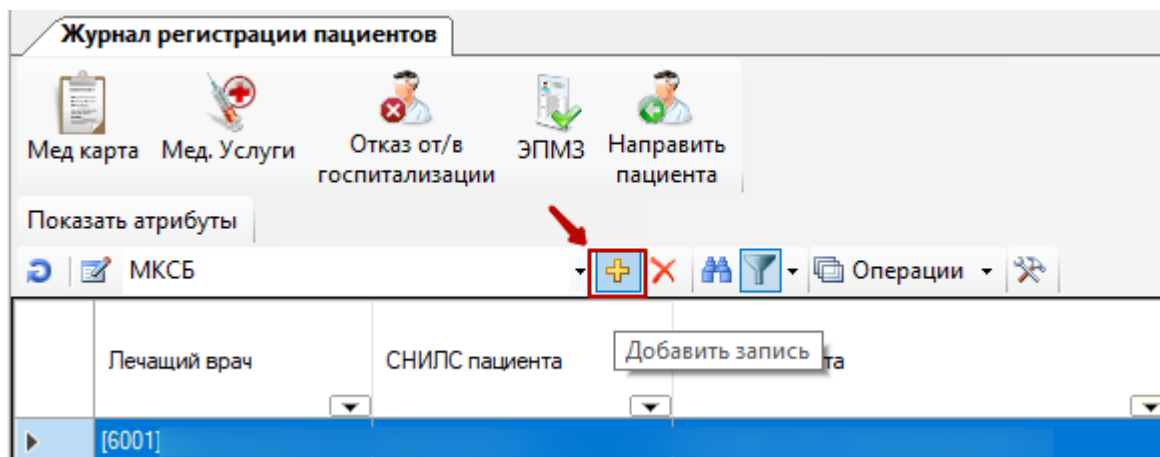 Журнал регистрации пациентов
Мед карта
Мед. Услуги
Отказ от/в
госпитализации
ЭПМЗ
Направить
пациента
Показать атрибуты
МКСБ
Операции
Лечащий врач
СНИЛС пациента
Добавить запись
та
[6001]